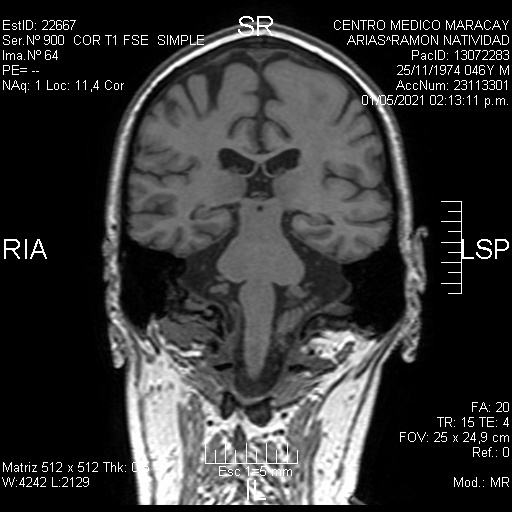 EstID: 22667
Ser.Nº 900 COR T1 FSE SIMPLE
Ima.Nº 64
PE= --
NAq: 1 Loc: 11,4 Cor
SR
CENTRO MEDICO MARACAY
ARIAS^RAMON NATIVIDAD
PacID: 13072283
25/11/1974 046Y M
AccNum: 23113301
01/05/2021 02:13:11 p.m.
RIA
LSP
FA: 20
TR: 15 TE: 4
FOV: 25 x 24,9 cm
Ref.: 0
Mod.: MR
Matriz 512 x 512 Thk:
W:4242 L:2129
Esc.1=5 mm